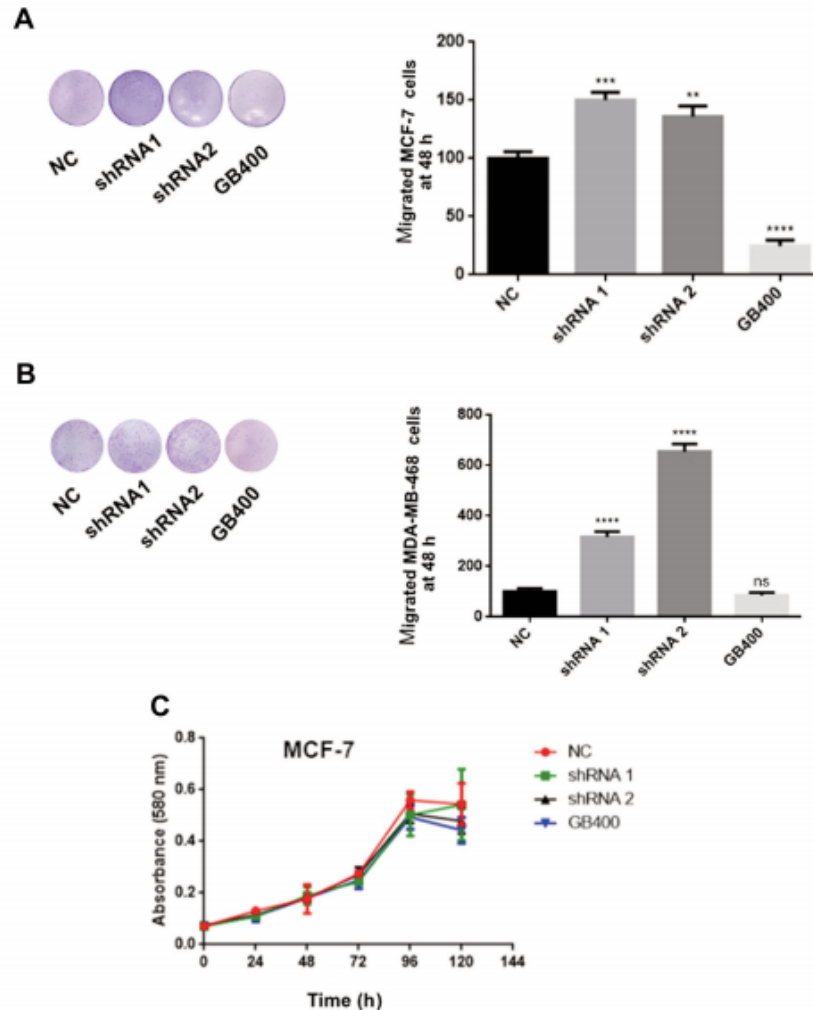 A
NC
shRNA1
shRNA2
GB400
Migrated MCF-7 cells
at 48 h
200
150
100
50
0
***
**
****
NC
shRNA 1
shRNA 2
GB400
B
NC
shRNA1
shRNA2
GB400
Migrated MDA-MB-468 cells
at 48 h
800
600
400
200
0
****
****
ns
NC
shRNA 1
shRNA 2
GB400
C
MCF-7
Absorbance (580 nm)
0.8
0.6
0.4
0.2
0.0
0 24 48 72 96 120 144
Time (h)
NC
shRNA 1
shRNA 2
GB400